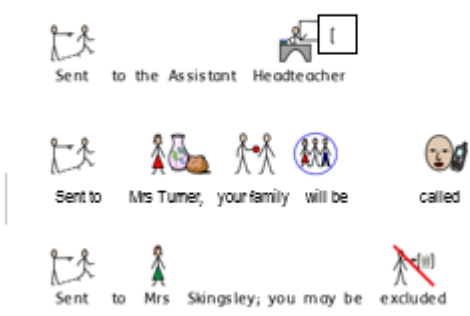 Sent to the Assistant Headteacher
Sent to Mrs Turner, your family will be called
Sent to Mrs Skingsley; you may be excluded